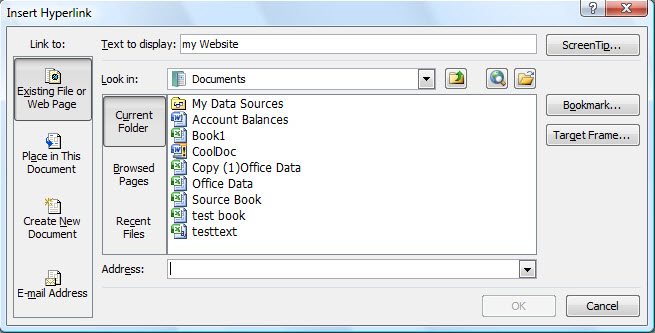 Insert Hyperlink
Link to:
Text to display: my Website
ScreenTip...
Existing File or
Web Page
Place in This
Document
Create New
Document
E-mail Address
Look in: Documents
Current
Folder
Browsed
Pages
Recent
Files
My Data Sources
Account Balances
Book1
CoolDoc
Copy (1)Office Data
Office Data
Source Book
test book
testtext
Bookmark...
Target Frame...
Address:
OK
Cancel